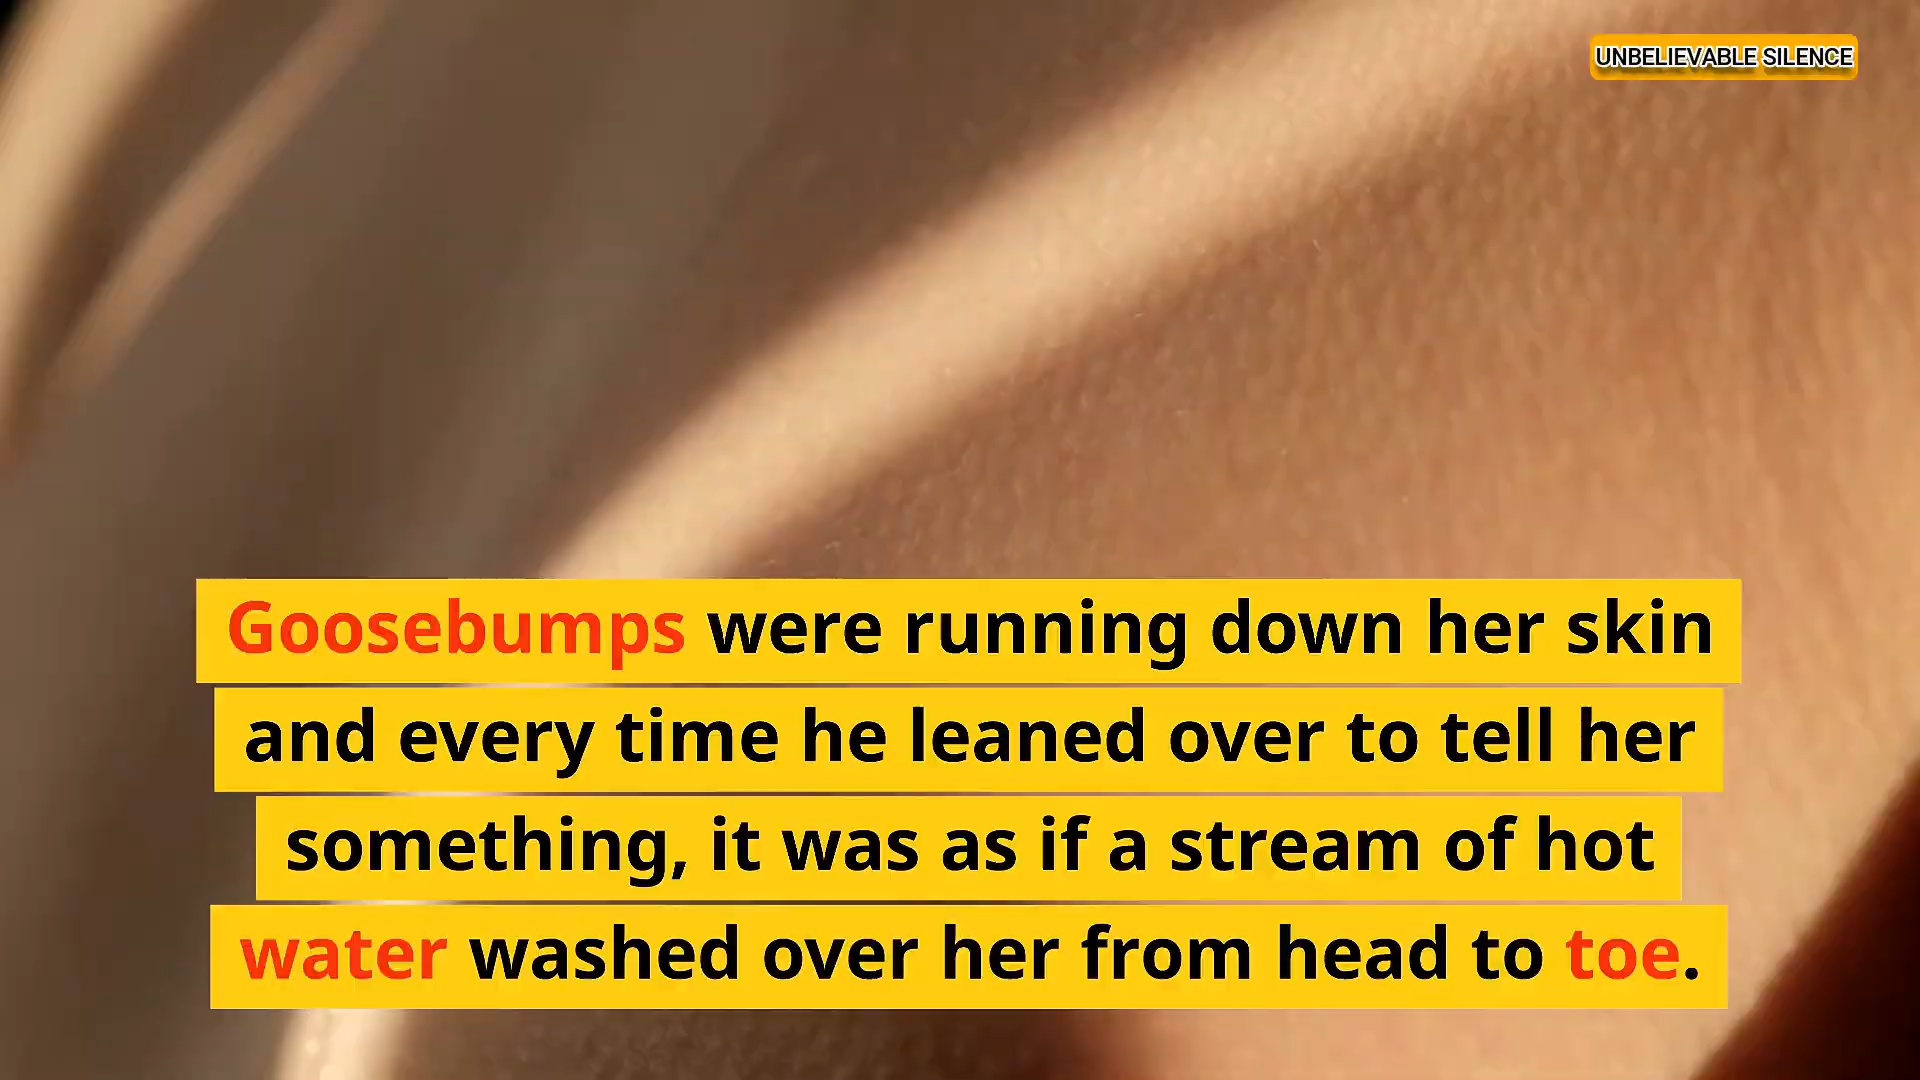 UNBELIEVABLE SILENCE
Goosebumps were running down her skin
and every time he leaned over to tell her
something, it was as if a stream of hot
water washed over her from head to toe.